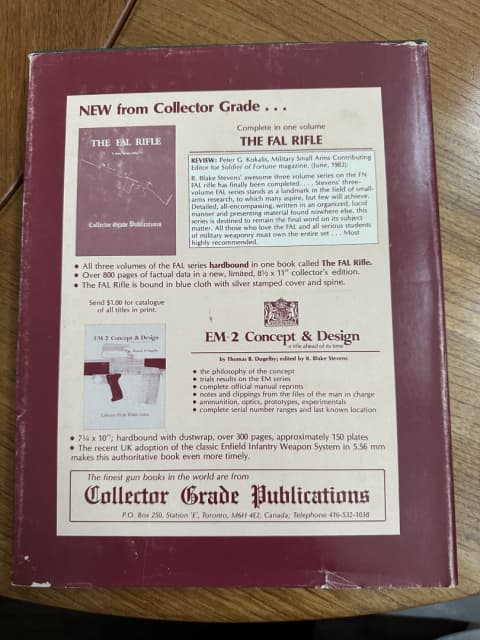 NEW from Collector Grade . . .
THE FAL RIFLE
Collector Grade Publications
Complete in one volume
THE FAL RIFLE
REVIEW: Peter G. Kokalis, Military Small Arms Contributing
Editor for Soldier of Fortune magazine, (June, 1982):
R. Blake Stevens' awesome three volume series on the FN
FAL rifle has finally been completed. . . . Stevens' three-
volume FAL series stands as a landmark in the field of small-
arms research, to which many aspire, but few will achieve.
Detailed, all-encompassing, written in an organized, lucid
manner and presenting material found nowhere else, this
series is destined to remain the final word on its subject
matter. All those who love the FAL and all serious students
of military weaponry must own the entire set . . . Most
highly recommended.
• All three volumes of the FAL series hardbound in one book called The FAL Rifle.
• Over 800 pages of factual data in a new, limited, 8½ x 11" collector's edition.
• The FAL Rifle is bound in blue cloth with silver stamped cover and spine.
Send $1.00 for catalogue
of all titles in print.
EM-2 Concept & Design
Collector Grade Publications
EM-2 Concept & Design
a rifle ahead of its time
by Thomas B. Dugelby; edited by R. Blake Stevens
• the philosophy of the concept
• trials results on the EM series
• complete official manual reprints
• notes and clippings from the files of the man in charge
• ammunition, optics, prototypes, experimentals
• complete serial number ranges and last known location
• 7¼ x 10"; hardbound with dustwrap, over 300 pages, approximately 150 plates
• The recent UK adoption of the classic Enfield Infantry Weapon System in 5.56 mm
makes this authoritative book even more timely.
The finest gun books in the world are from
Collector Grade Publications
P.O. Box 250, Station 'E', Toronto, M6H 4E2, Canada; Telephone 416-532-1038